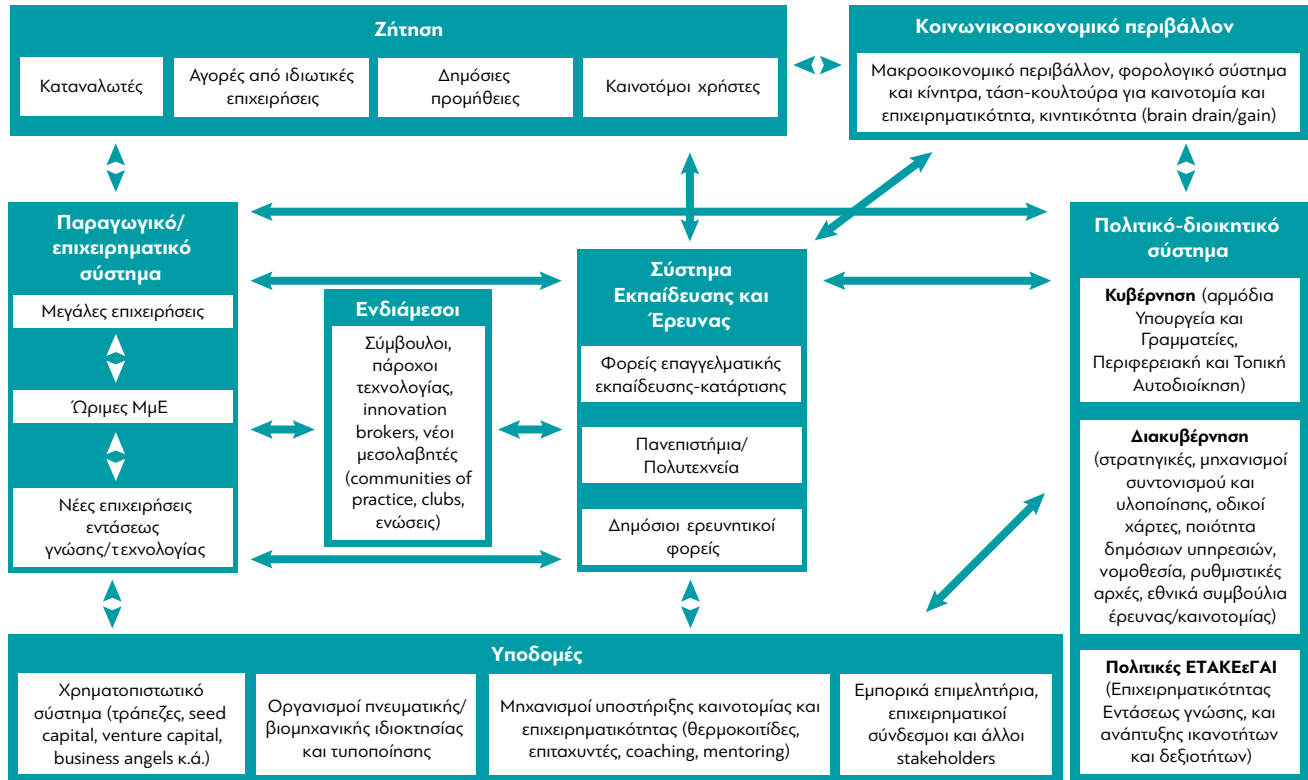 Ζήτηση
Καταναλωτές
Αγορές από ιδιωτικές
επιχειρήσεις
Δημόσιες
προμήθειες
Καινοτόμοι χρήστες
Κοινωνικοοικονομικό περιβάλλον
Μακροοικονομικό περιβάλλον, φορολογικό σύστημα
και κίνητρα, τάση-κουλτούρα για καινοτομία και
επιχειρηματικότητα, κινητικότητα (brain drain/gain)
Παραγωγικό/
επιχειρηματικό
σύστημα
Μεγάλες επιχειρήσεις
Ώριμες ΜμΕ
Νέες επιχειρήσεις
εντάσεως
γνώσης/τεχνολογίας
Ενδιάμεσοι
Σύμβουλοι,
πάροχοι
τεχνολογίας,
innovation
brokers, νέοι
μεσολαβητές
(communities of
practice, clubs,
ενώσεις)
Σύστημα
Εκπαίδευσης και
Έρευνας
Φορείς επαγγελματικής
εκπαίδευσης-κατάρτισης
Πανεπιστήμια/
Πολυτεχνεία
Δημόσιοι ερευνητικοί
φορείς
Πολιτικό-διοικητικό
σύστημα
Κυβέρνηση (αρμόδια
Υπουργεία και
Γραμματείες,
Περιφερειακή και Τοπική
Αυτοδιοίκηση)
Διακυβέρνηση
(στρατηγικές, μηχανισμοί
συντονισμού και
υλοποίησης, οδικοί
χάρτες, ποιότητα
δημόσιων υπηρεσιών,
νομοθεσία, ρυθμιστικές
αρχές, εθνικά συμβούλια
έρευνας/καινοτομίας)
Πολιτικές ΕΤΑΚΕεΓΑΙ
(Επιχειρηματικότητας
Εντάσεως γνώσης, και
ανάπτυξης ικανοτήτων
και δεξιοτήτων)
Υποδομές
Χρηματοπιστωτικό
σύστημα (τράπεζες, seed
capital, venture capital,
business angels κ.ά.)
Οργανισμοί πνευματικής/
βιομηχανικής ιδιοκτησίας
και τυποποίησης
Μηχανισμοί υποστήριξης καινοτομίας και
επιχειρηματικότητας (θερμοκοιτίδες,
επιταχυντές, coaching, mentoring)
Εμπορικά επιμελητήρια,
επιχειρηματικοί
σύνδεσμοι και άλλοι
stakeholders